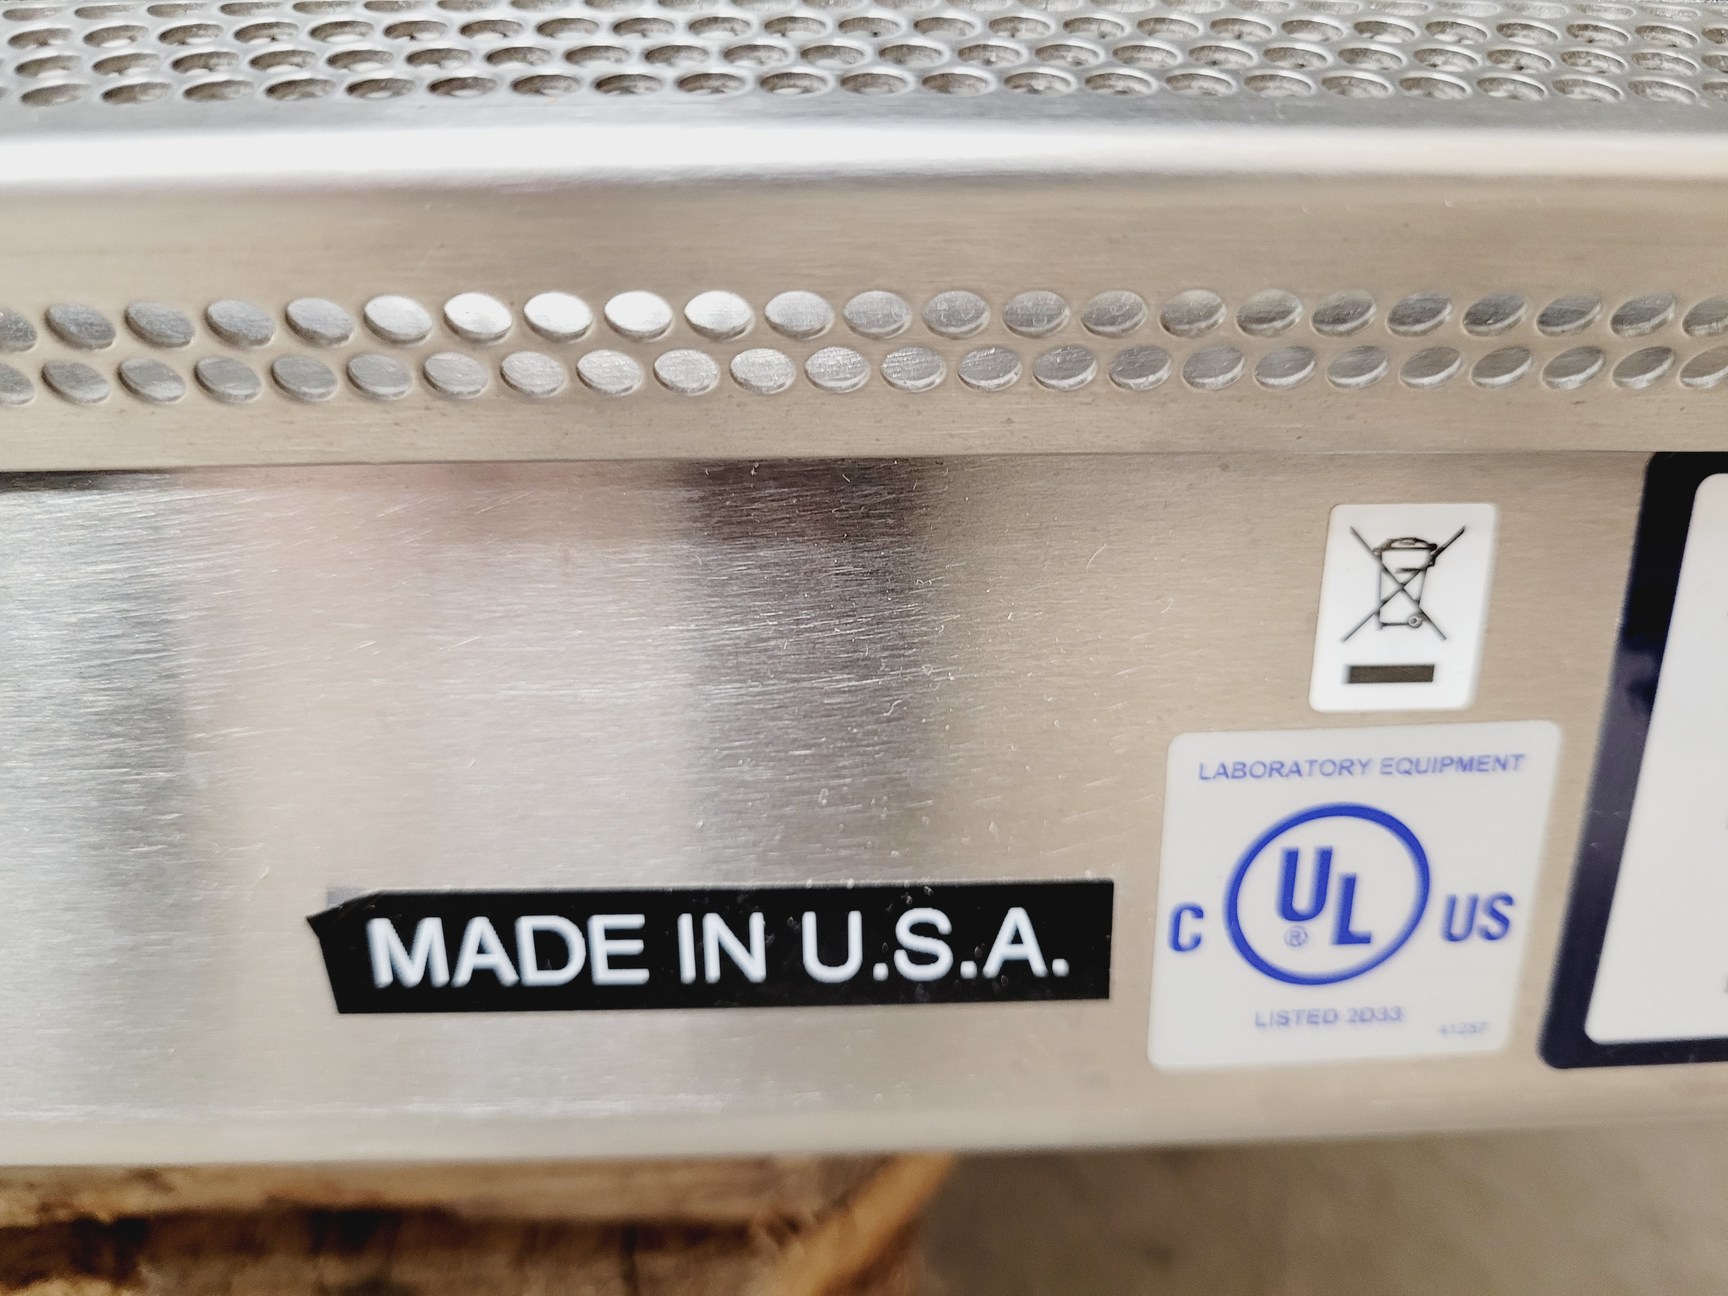 LABORATORY EQUIPMENT
C UL US
®
LISTED 2D33
MADE IN U.S.A.